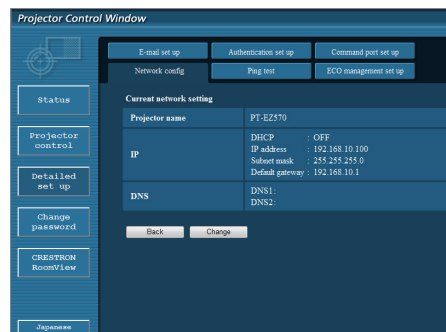 Projector Control Window
E-mail set up
Authentication set up
Command port set up
Network config
Ping test
ECO management set up
Status
Projector
control
Detailed
set up
Change
password
CRESTRON
RoomView
Japanese
Current network setting
Projector name PT-EZ570
IP
DHCP : OFF
IP address : 192.168.10.100
Subnet mask : 255.255.255.0
Default gateway : 192.168.10.1
DNS
DNS1:
DNS2:
Back
Change